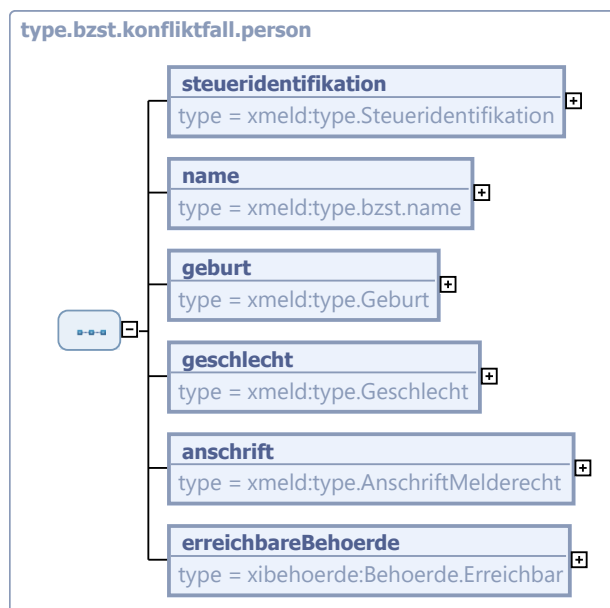 type.bzst.konfliktfall.person
steueridentifikation
type = xmeld:type.Steueridentifikation
name
type = xmeld:type.bzst.name
geburt
type = xmeld:type.Geburt
geschlecht
type = xmeld:type.Geschlecht
anschrift
type = xmeld:type.AnschriftMelderecht
erreichbareBehoerde
type = xibehoerde:Behoerde.Erreichbar